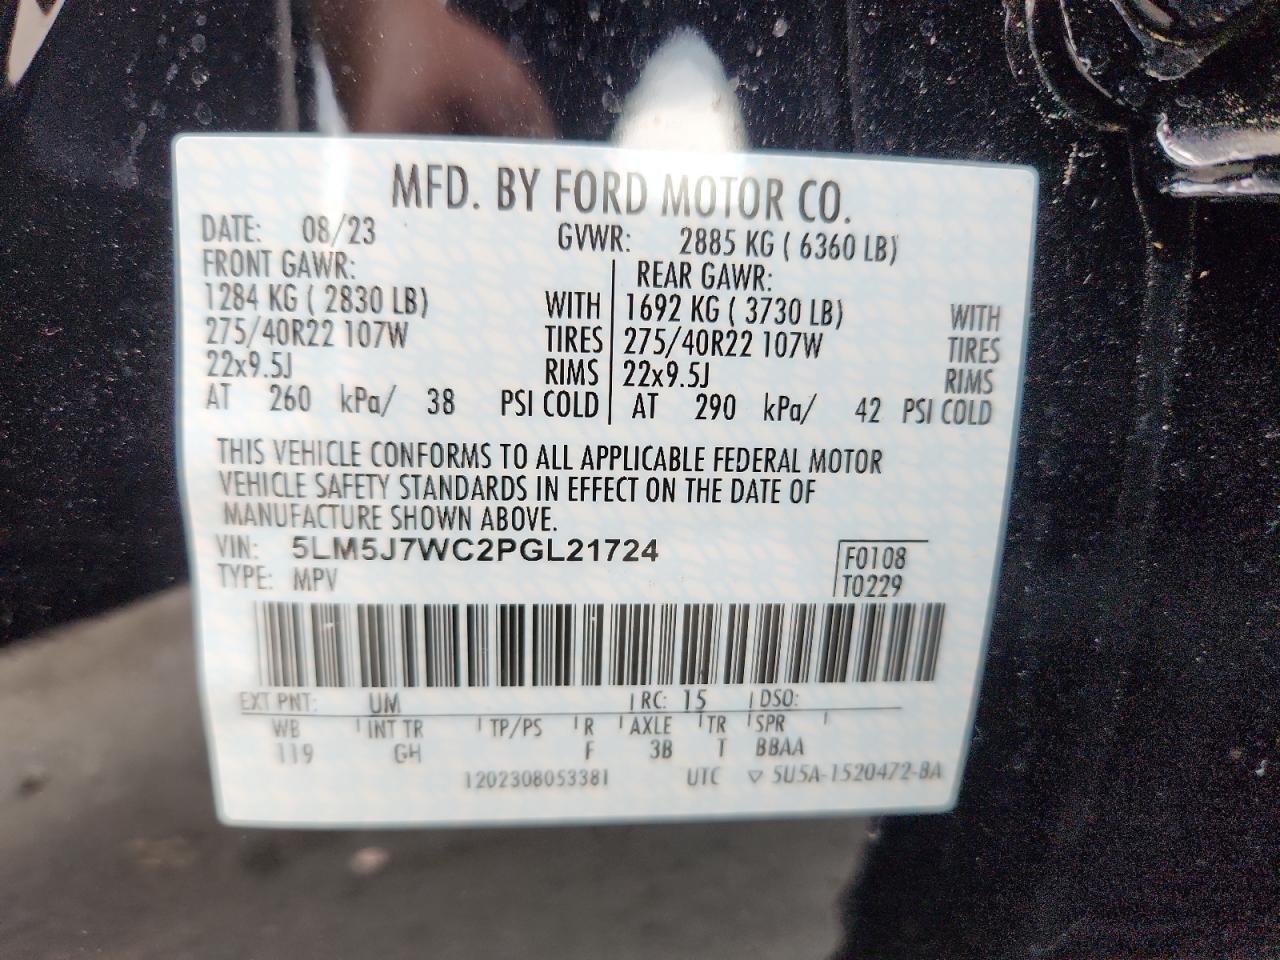 MFD. BY FORD MOTOR CO.
DATE: 08/23 GVWR: 2885 KG ( 6360 LB)
FRONT GAWR: REAR GAWR:
1284 KG ( 2830 LB) WITH 1692 KG ( 3730 LB) WITH
275/40R22 107W TIRES 275/40R22 107W TIRES
22x9.5J RIMS 22x9.5J RIMS
AT 260 kPa/ 38 PSI COLD AT 290 kPa/ 42 PSI COLD
THIS VEHICLE CONFORMS TO ALL APPLICABLE FEDERAL MOTOR
VEHICLE SAFETY STANDARDS IN EFFECT ON THE DATE OF
MANUFACTURE SHOWN ABOVE.
VIN: 5LM5J7WC2PGL21724 F0108
TYPE: MPV T0229
EXT PNT: UM RC: 15 DSO:
WB INT TR TP/PS R AXLE TR SPR
119 GH F 3B T BBAA
1202308053381 UTC ▽ 5U5A-1520472-BA